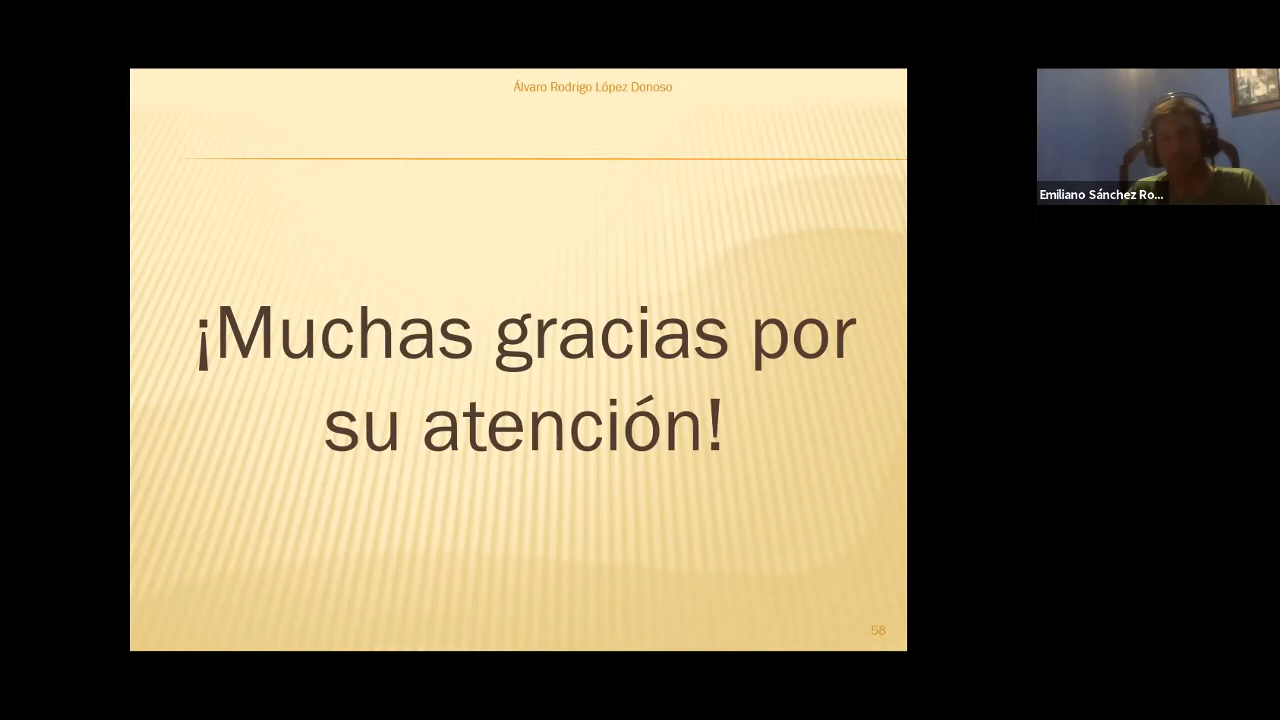 Álvaro Rodrigo López Donoso
¡Muchas gracias por
su atención!
58
Emiliano Sánchez Ro...